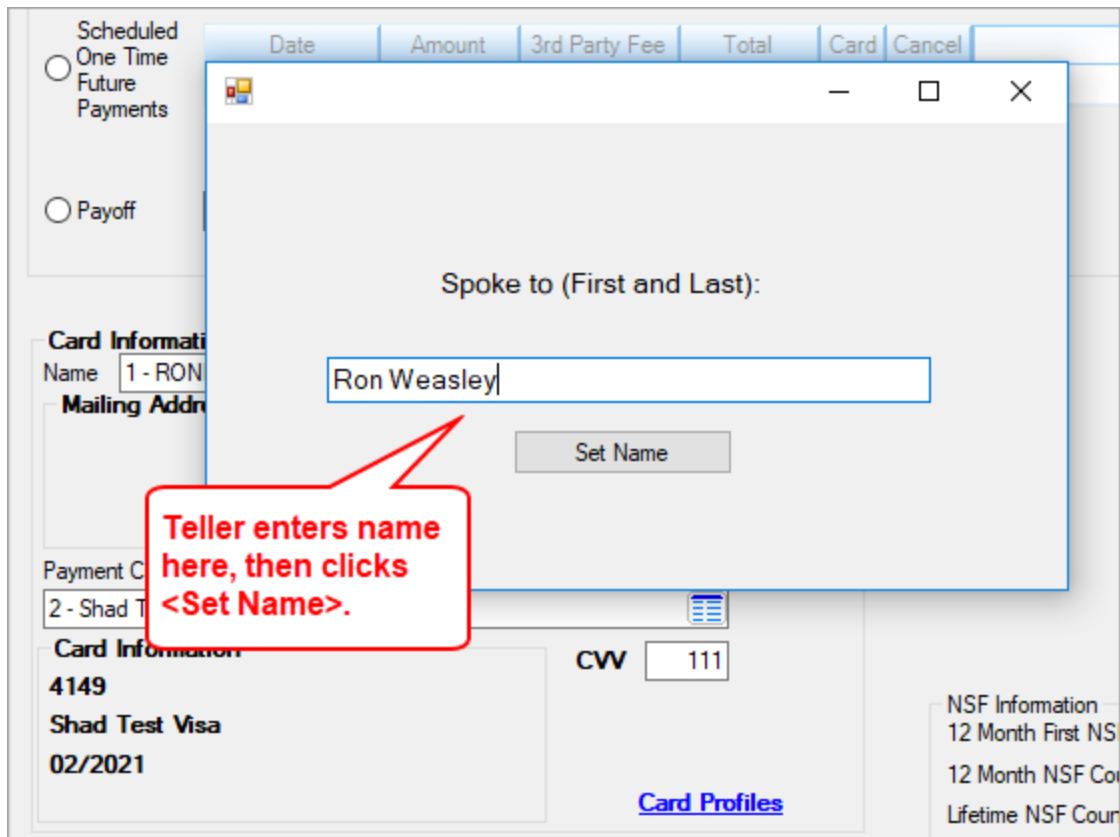 Scheduled
One Time
Future
Payments
Date Amount 3rd Party Fee Total Card Cancel
Payoff
Spoke to (First and Last):
Ron Weasley
Set Name
Teller enters name
here, then clicks
<Set Name>.
Card Informati
Name 1 - RON
Mailing Addr
Payment C
2 - Shad T
Card Information
CVV 111
4149
Shad Test Visa
02/2021
Card Profiles
NSF Information
12 Month First NS
12 Month NSF Cou
Lifetime NSF Coun